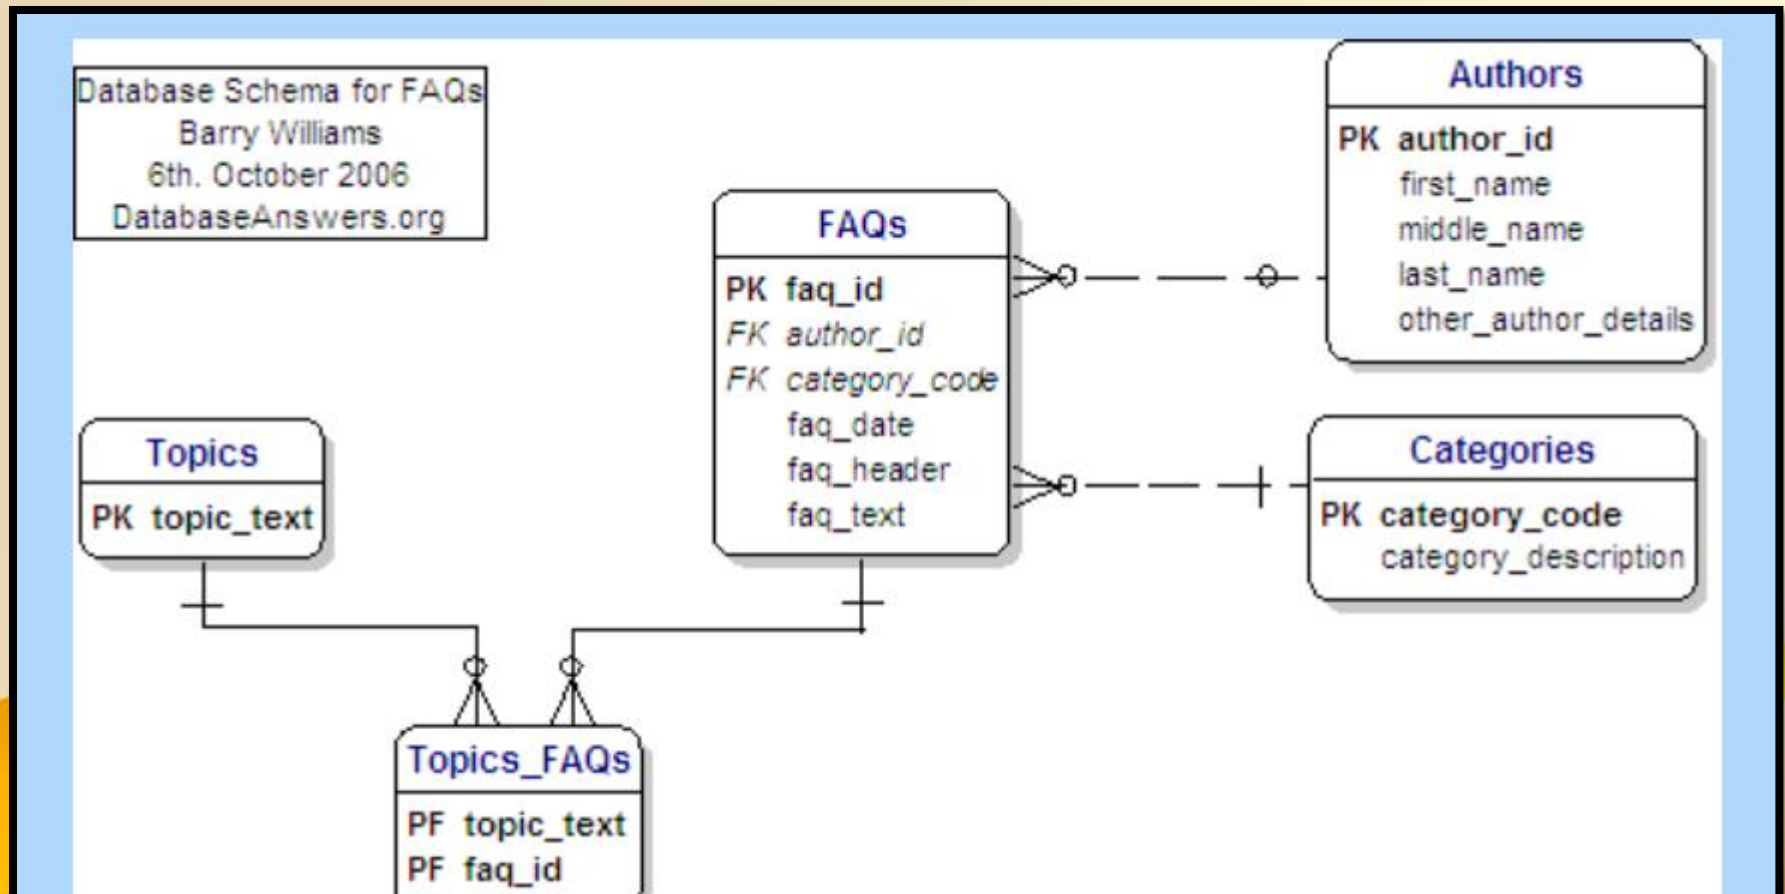 Database Schema for FAQs
Barry Williams
6th. October 2006
DatabaseAnswers.org
Authors
PK author_id
first_name
middle_name
last_name
other_author_details
FAQs
PK faq_id
FK author_id
FK category_code
faq_date
faq_header
faq_text
Categories
PK category_code
category_description
Topics
PK topic_text
Topics_FAQs
PF topic_text
PF faq_id